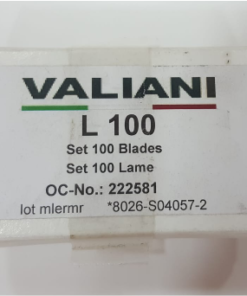 VALIANI
L 100
Set 100 Blades
Set 100 Lame
OC-No.: 222581
lot mlermr *8026-S04057-2